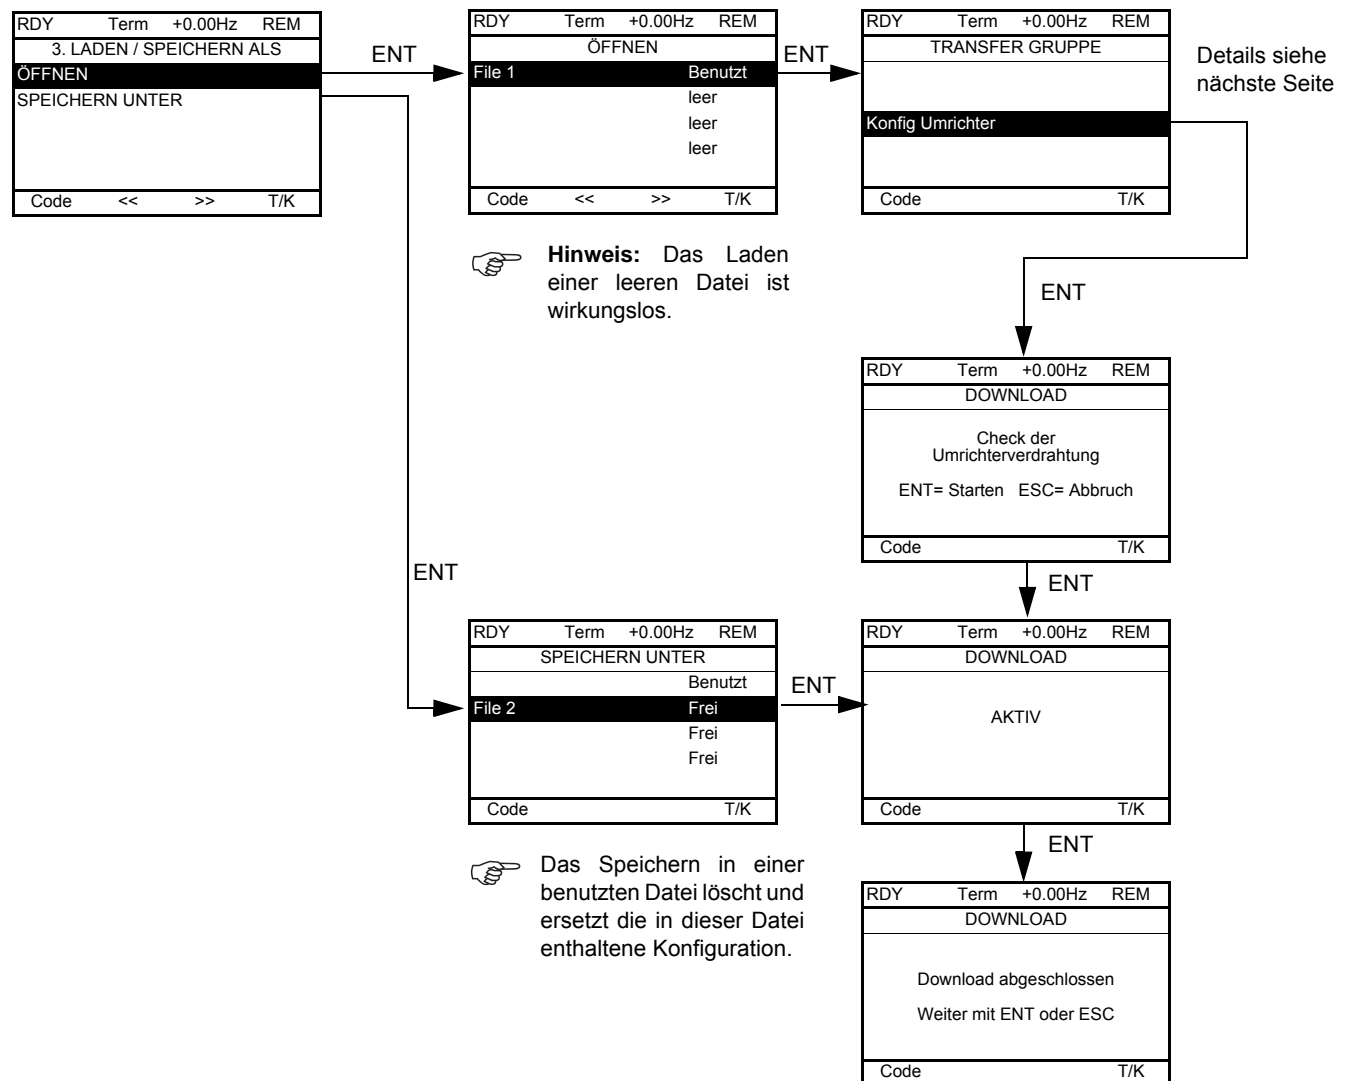 RDY Term +0.00Hz REM
3. LADEN / SPEICHERN ALS
ÖFFNEN
SPEICHERN UNTER
Code << >> T/K
ENT
RDY Term +0.00Hz REM
ÖFFNEN
File 1 Benutzt
leer
leer
leer
Code << >> T/K
ENT
RDY Term +0.00Hz REM
TRANSFER GRUPPE
Konfig Umrichter
Code T/K
Details siehe
nächste Seite
Hinweis: Das Laden
einer leeren Datei ist
wirkungslos.
ENT
RDY Term +0.00Hz REM
DOWNLOAD
Check der
Umrichterverdrahtung
ENT= Starten ESC= Abbruch
Code T/K
ENT
ENT
RDY Term +0.00Hz REM
SPEICHERN UNTER
Benutzt
File 2 Frei
Frei
Frei
Code T/K
ENT
RDY Term +0.00Hz REM
DOWNLOAD
AKTIV
Code T/K
ENT
Das Speichern in einer
benutzten Datei löscht und
ersetzt die in dieser Datei
enthaltene Konfiguration.
RDY Term +0.00Hz REM
DOWNLOAD
Download abgeschlossen
Weiter mit ENT oder ESC
Code T/K